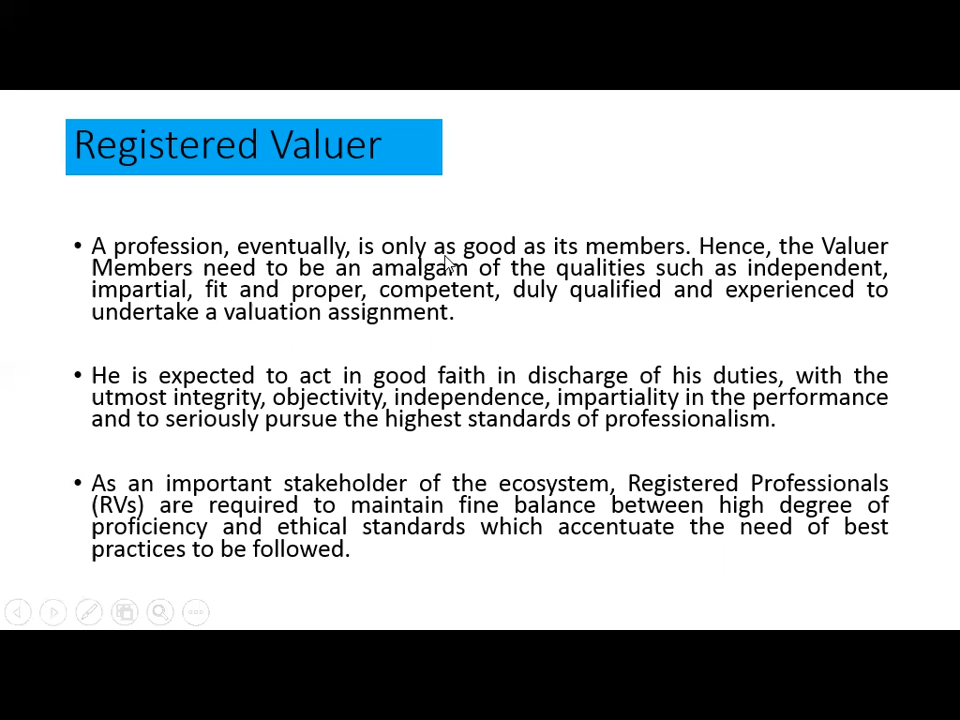 Registered Valuer
• A profession, eventually, is only as good as its members. Hence, the Valuer
Members need to be an amalgam of the qualities such as independent,
impartial, fit and proper, competent, duly qualified and experienced to
undertake a valuation assignment.
• He is expected to act in good faith in discharge of his duties, with the
utmost integrity, objectivity, independence, impartiality in the performance
and to seriously pursue the highest standards of professionalism.
• As an important stakeholder of the ecosystem, Registered Professionals
(RVs) are required to maintain fine balance between high degree of
proficiency and ethical standards which accentuate the need of best
practices to be followed.